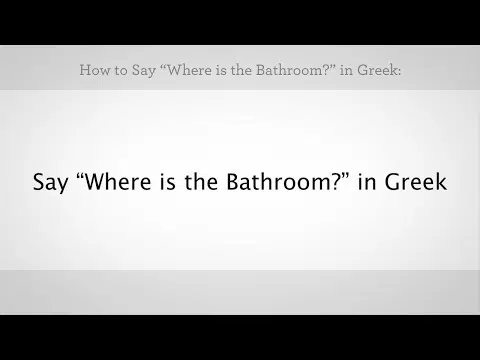 How to Say “Where is the Bathroom?” in Greek:
Say “Where is the Bathroom?” in Greek